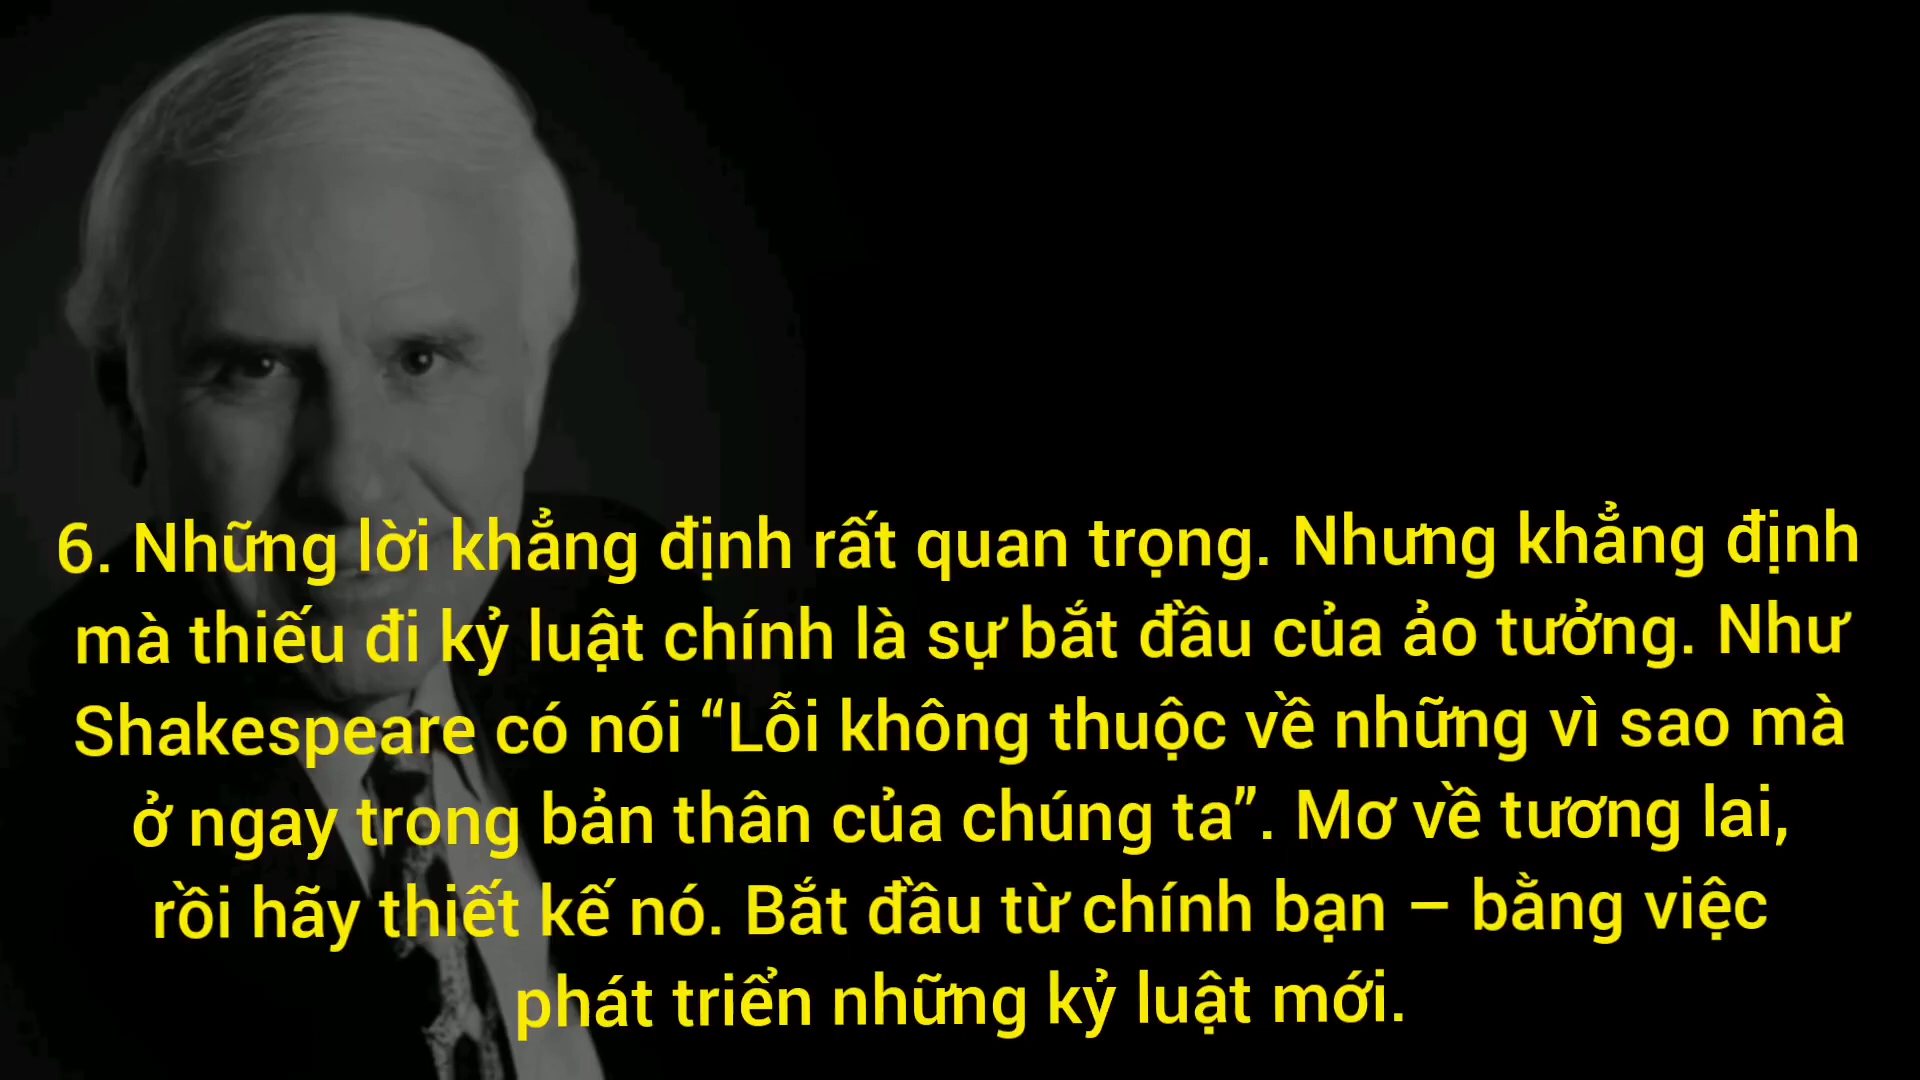 6. Những lời khẳng định rất quan trọng. Nhưng khẳng định
mà thiếu đi kỷ luật chính là sự bắt đầu của ảo tưởng. Như
Shakespeare có nói “Lỗi không thuộc về những vì sao mà
ở ngay trong bản thân của chúng ta”. Mơ về tương lai,
rồi hãy thiết kế nó. Bắt đầu từ chính bạn – bằng việc
phát triển những kỷ luật mới.